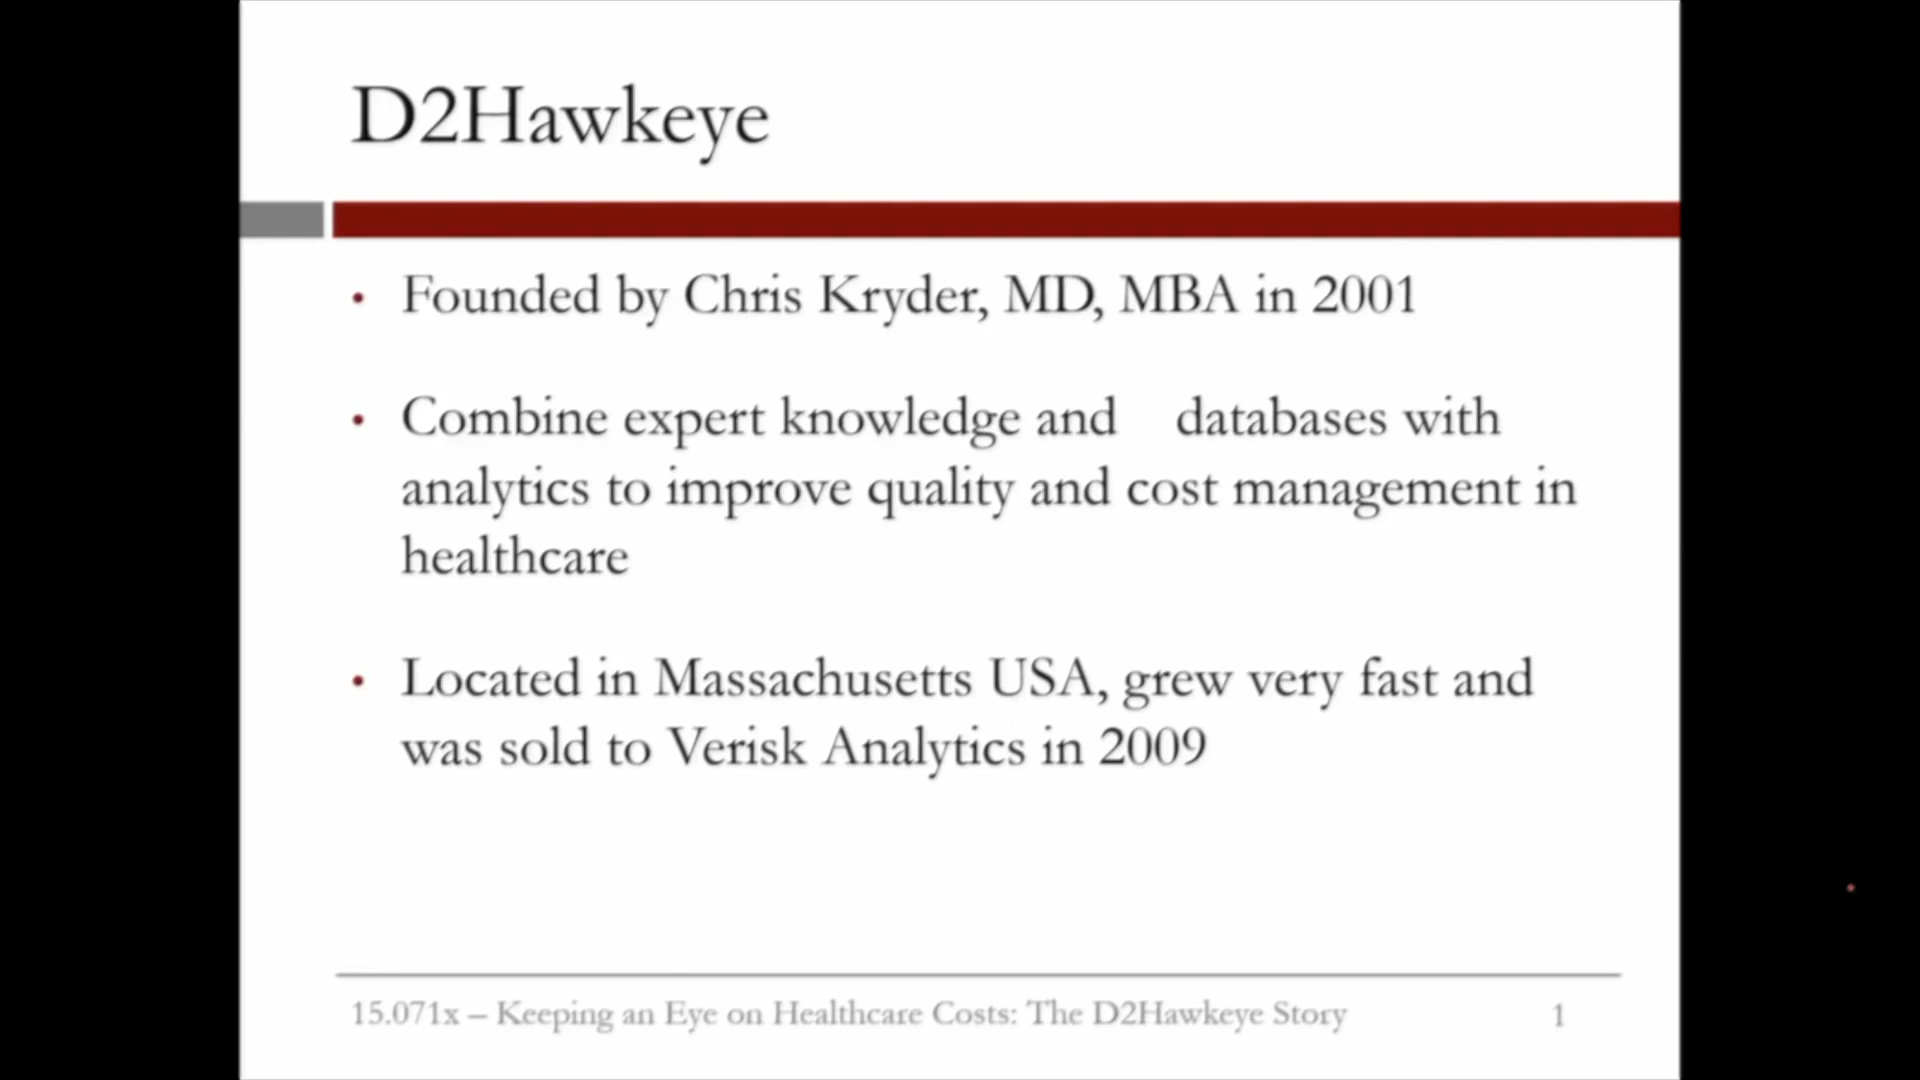 D2Hawkeye
• Founded by Chris Kryder, MD, MBA in 2001
• Combine expert knowledge and databases with
analytics to improve quality and cost management in
healthcare
• Located in Massachusetts USA, grew very fast and
was sold to Verisk Analytics in 2009
15.071x – Keeping an Eye on Healthcare Costs: The D2Hawkeye Story 1